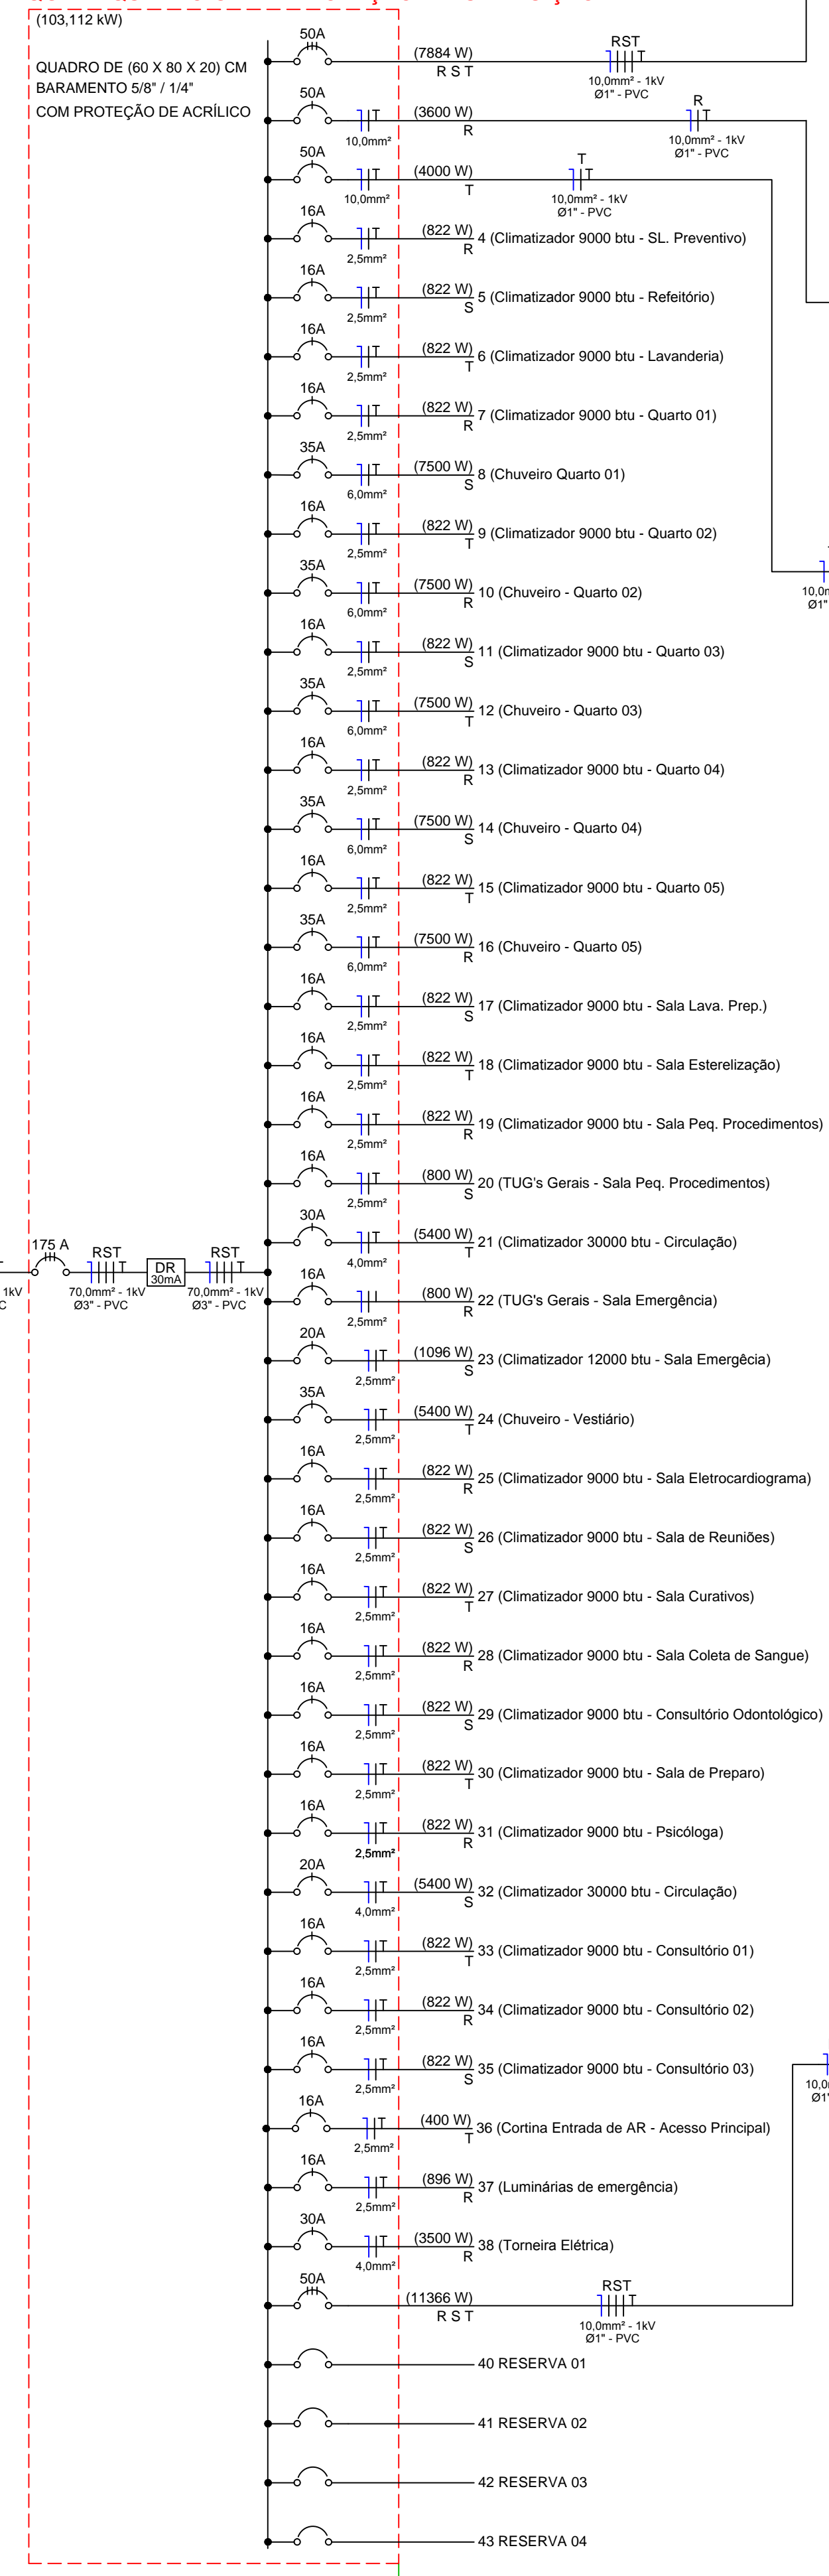 (103,112 kW)
QUADRO DE (60 X 80 X 20) CM
BARAMENTO 5/8" / 1/4"
COM PROTEÇÃO DE ACRÍLICO
50A
(7884 W)
R S T
RST
T
10,0mm² - 1kV
Ø1" - PVC
50A
T
10,0mm²
(3600 W)
R
R
T
10,0mm² - 1kV
Ø1" - PVC
50A
T
10,0mm²
(4000 W)
T
T
T
10,0mm² - 1kV
Ø1" - PVC
16A
T
2,5mm²
(822 W)
R
4 (Climatizador 9000 btu - SL. Preventivo)
16A
T
2,5mm²
(822 W)
S
5 (Climatizador 9000 btu - Refeitório)
16A
T
2,5mm²
(822 W)
T
6 (Climatizador 9000 btu - Lavanderia)
16A
T
2,5mm²
(822 W)
R
7 (Climatizador 9000 btu - Quarto 01)
35A
T
6,0mm²
(7500 W)
S
8 (Chuveiro Quarto 01)
16A
T
2,5mm²
(822 W)
T
9 (Climatizador 9000 btu - Quarto 02)
35A
T
6,0mm²
(7500 W)
R
10 (Chuveiro - Quarto 02)
Ø1"
16A
T
2,5mm²
(822 W)
S
11 (Climatizador 9000 btu - Quarto 03)
35A
T
6,0mm²
(7500 W)
T
12 (Chuveiro - Quarto 03)
16A
T
2,5mm²
(822 W)
R
13 (Climatizador 9000 btu - Quarto 04)
35A
T
6,0mm²
(7500 W)
S
14 (Chuveiro - Quarto 04)
16A
T
2,5mm²
(822 W)
T
15 (Climatizador 9000 btu - Quarto 05)
35A
T
6,0mm²
(7500 W)
R
16 (Chuveiro - Quarto 05)
16A
T
2,5mm²
(822 W)
S
17 (Climatizador 9000 btu - Sala Lava. Prep.)
16A
T
2,5mm²
(822 W)
T
18 (Climatizador 9000 btu - Sala Esterelização)
16A
T
2,5mm²
(822 W)
R
19 (Climatizador 9000 btu - Sala Peq. Procedimentos)
16A
T
2,5mm²
(800 W)
S
20 (TUG's Gerais - Sala Peq. Procedimentos)
30A
T
4,0mm²
(5400 W)
T
21 (Climatizador 30000 btu - Circulação)
1kV
175 A
RST
T
70,0mm² - 1kV
Ø3" - PVC
DR
30mA
RST
T
70,0mm² - 1kV
Ø3" - PVC
16A
2,5mm²
(800 W)
R
22 (TUG's Gerais - Sala Emergência)
20A
T
2,5mm²
(1096 W)
S
23 (Climatizador 12000 btu - Sala Emergêcia)
35A
T
2,5mm²
(5400 W)
T
24 (Chuveiro - Vestiário)
16A
T
2,5mm²
(822 W)
R
25 (Climatizador 9000 btu - Sala Eletrocardiograma)
16A
T
2,5mm²
(822 W)
S
26 (Climatizador 9000 btu - Sala de Reuniões)
16A
T
2,5mm²
(822 W)
T
27 (Climatizador 9000 btu - Sala Curativos)
16A
T
2,5mm²
(822 W)
R
28 (Climatizador 9000 btu - Sala Coleta de Sangue)
16A
T
2,5mm²
(822 W)
S
29 (Climatizador 9000 btu - Consultório Odontológico)
16A
T
2,5mm²
(822 W)
T
30 (Climatizador 9000 btu - Sala de Preparo)
16A
T
2,5mm²
(822 W)
R
31 (Climatizador 9000 btu - Psicóloga)
20A
T
4,0mm²
(5400 W)
S
32 (Climatizador 30000 btu - Circulação)
16A
T
2,5mm²
(822 W)
T
33 (Climatizador 9000 btu - Consultório 01)
16A
T
2,5mm²
(822 W)
R
34 (Climatizador 9000 btu - Consultório 02)
16A
T
2,5mm²
(822 W)
S
35 (Climatizador 9000 btu - Consultório 03)
16A
T
2,5mm²
(400 W)
T
36 (Cortina Entrada de AR - Acesso Principal)
16A
T
2,5mm²
(896 W)
R
37 (Luminárias de emergência)
30A
T
4,0mm²
(3500 W)
R
38 (Torneira Elétrica)
50A
(11366 W)
R S T
RST
T
10,0mm² - 1kV
Ø1" - PVC
40 RESERVA 01
41 RESERVA 02
42 RESERVA 03
43 RESERVA 04